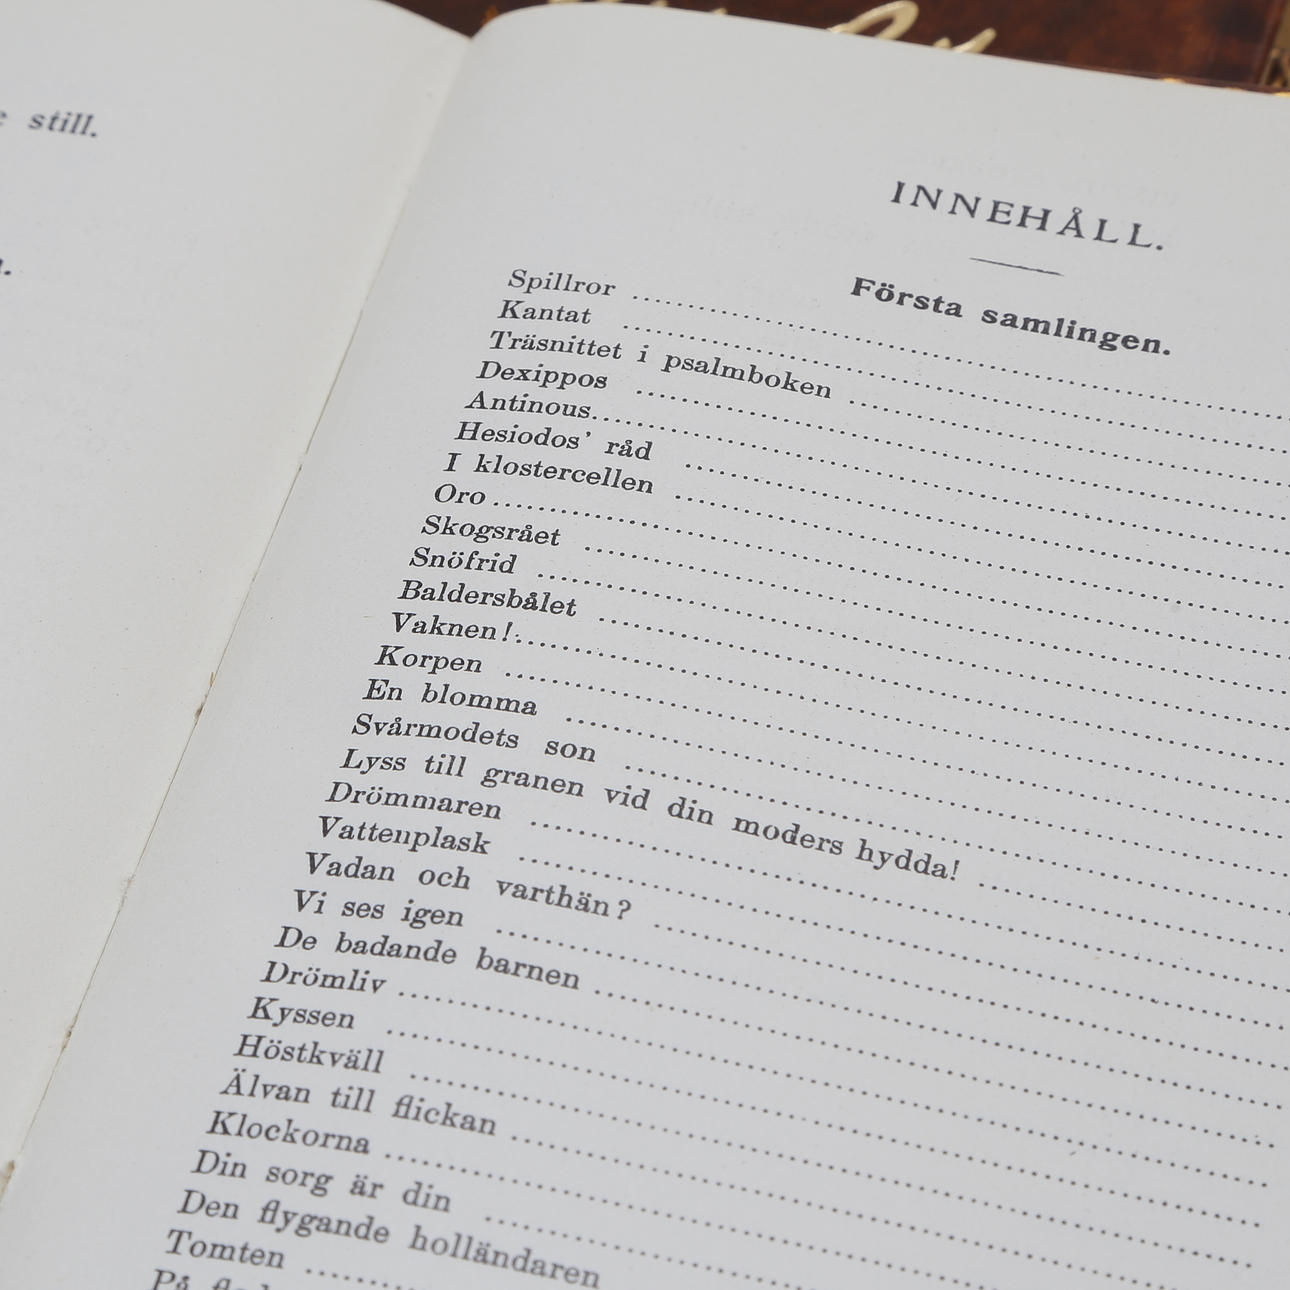 still.
INNEHÅLL.
Första samlingen.
Spillror
Kantat
Träsnittet i psalmboken
Dexippos
Antinous
Hesiodos' råd
I klostercellen
Oro
Skogsrået
Snöfrid
Baldersbålet
Vaknen!
Korpen
En blomma
Svårmodets son
Lyss till granen vid din moders hydda!
Drömmaren
Vattenplask
Vadan och varthän?
Vi ses igen
De badande barnen
Drömliv
Kyssen
Höstkväll
Älvan till flickan
Klockorna
Din sorg är din
Den flygande holländaren
Tomten
På